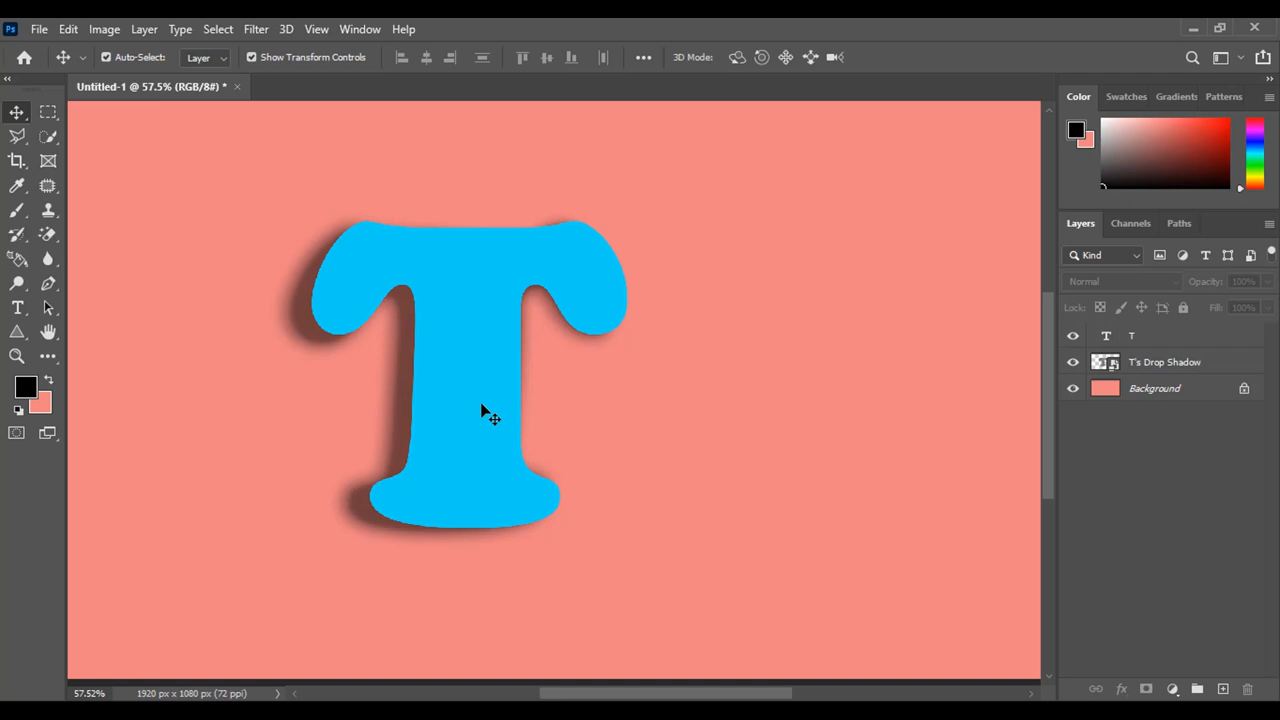 Ps File Edit Image Layer Type Select Filter 3D View Window Help
Auto-Select: Layer Show Transform Controls 3D Mode:
Untitled-1 @ 57.5% (RGB/8#) *
Color Swatches Gradients Patterns
T
Layers Channels Paths
Kind
Normal Opacity: 100%
Lock: Fill: 100%
T
T's Drop Shadow
Background
57.52% 1920 px x 1080 px (72 ppi)
fx